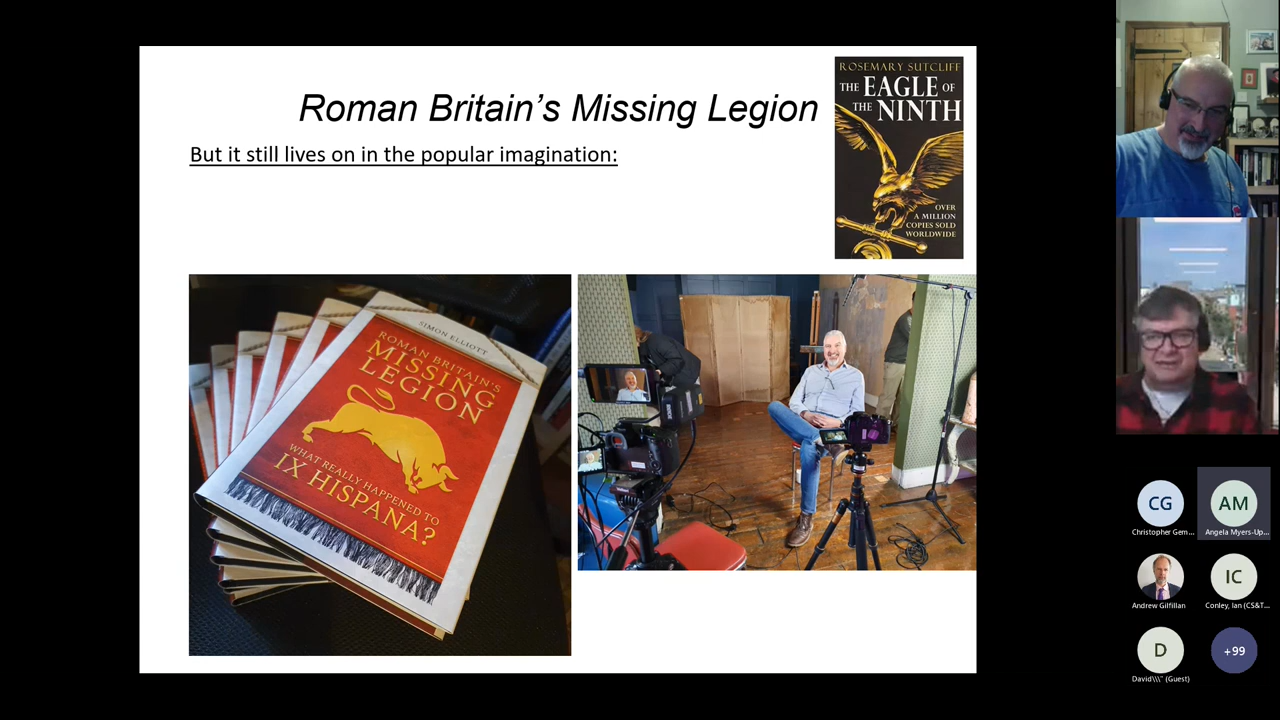 Roman Britain's Missing Legion
But it still lives on in the popular imagination:
ROSEMARY SUTCLIFF
THE EAGLE OF
THE NINTH
OVER
A MILLION
COPIES SOLD
WORLDWIDE
SIMON ELLIOTT
ROMAN BRITAIN'S
MISSING
LEGION
WHAT REALLY HAPPENED TO
IX HISPANA?
CG
Christopher Gem...
AM
Angela Myers-Up...
Andrew Gilfillan
IC
Conley, Ian (CS&T...
D
David\\\" (Guest)
+99